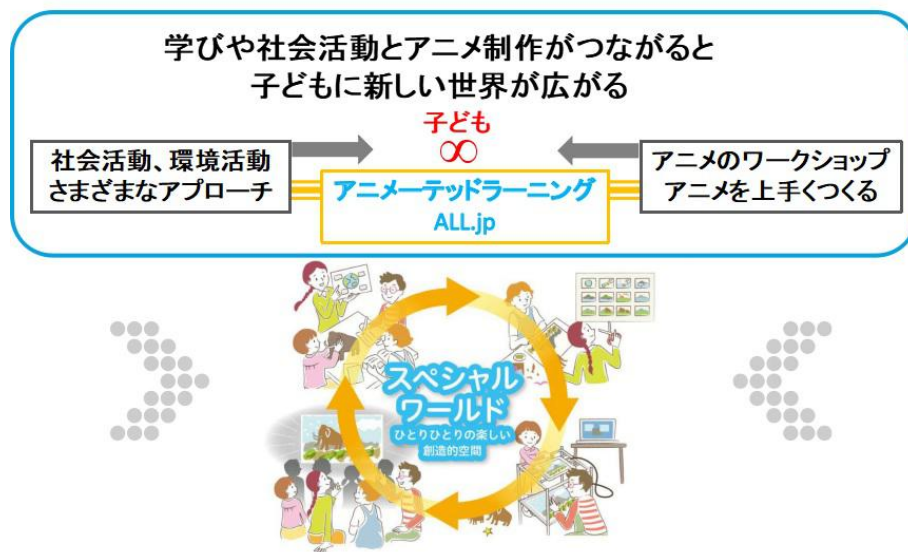 学びや社会活動とアニメ制作がつながると
子どもに新しい世界が広がる
子ども
∞
社会活動、環境活動
さまざまなアプローチ
アニメーテッドラーニング
ALL.jp
アニメのワークショップ
アニメを上手くつくる
スペシャル
ワールド
ひとりひとりの楽しい
創造的空間